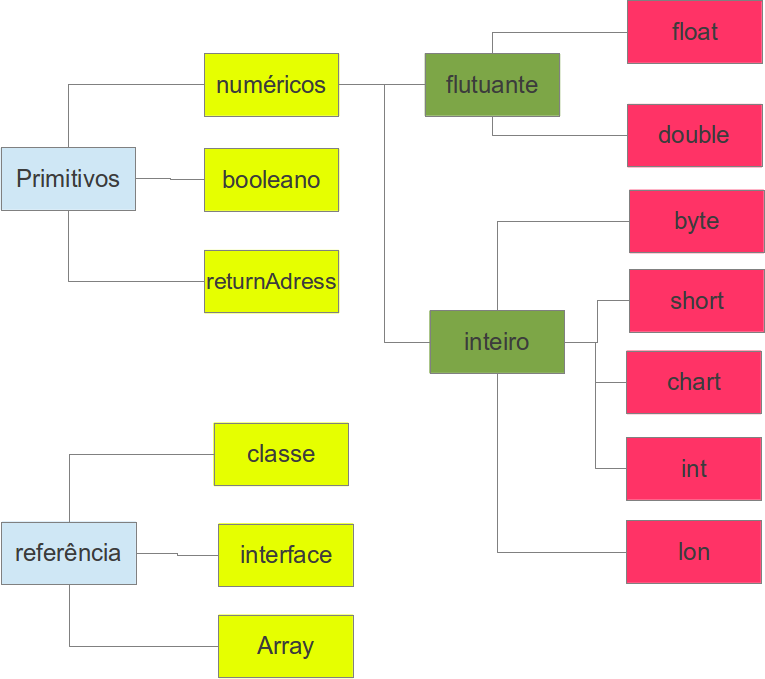 Primitivos
numéricos
booleano
returnAdress
flutuante
float
double
inteiro
byte
short
chart
int
lon
referência
classe
interface
Array